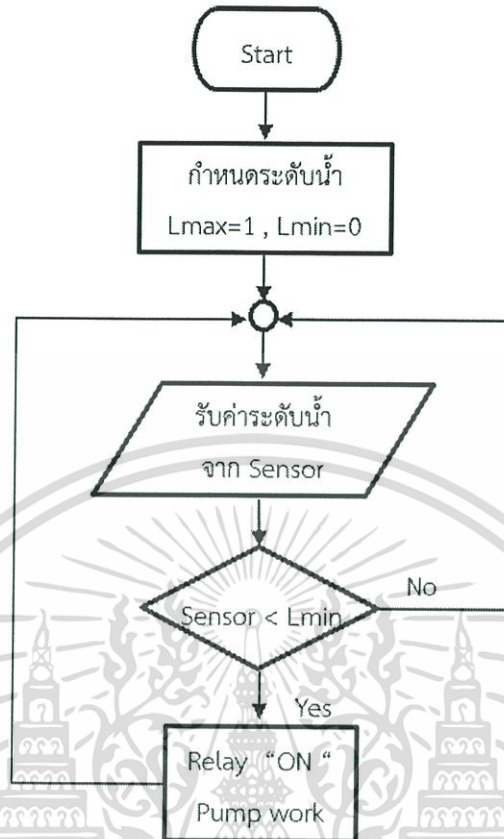 Start
กำหนดระดับน้ำ
Lmax=1 , Lmin=0
รับค่าระดับน้ำ
จาก Sensor
Sensor < Lmin
No
Yes
Relay “ON “
Pump work